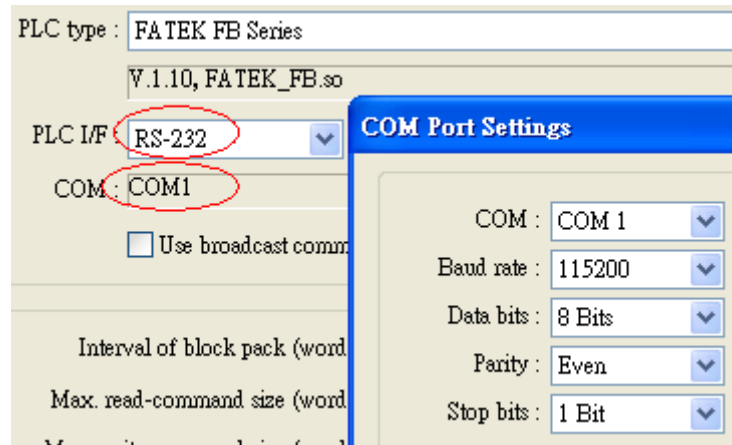 PLC type : FATEK FB Series
V.1.10, FATEK_FB.so
PLC I/F : RS-232
COM : COM1
Use broadcast comm
Interval of block pack (word
Max. read-command size (word
COM Port Settings
COM : COM 1
Baud rate : 115200
Data bits : 8 Bits
Parity : Even
Stop bits : 1 Bit